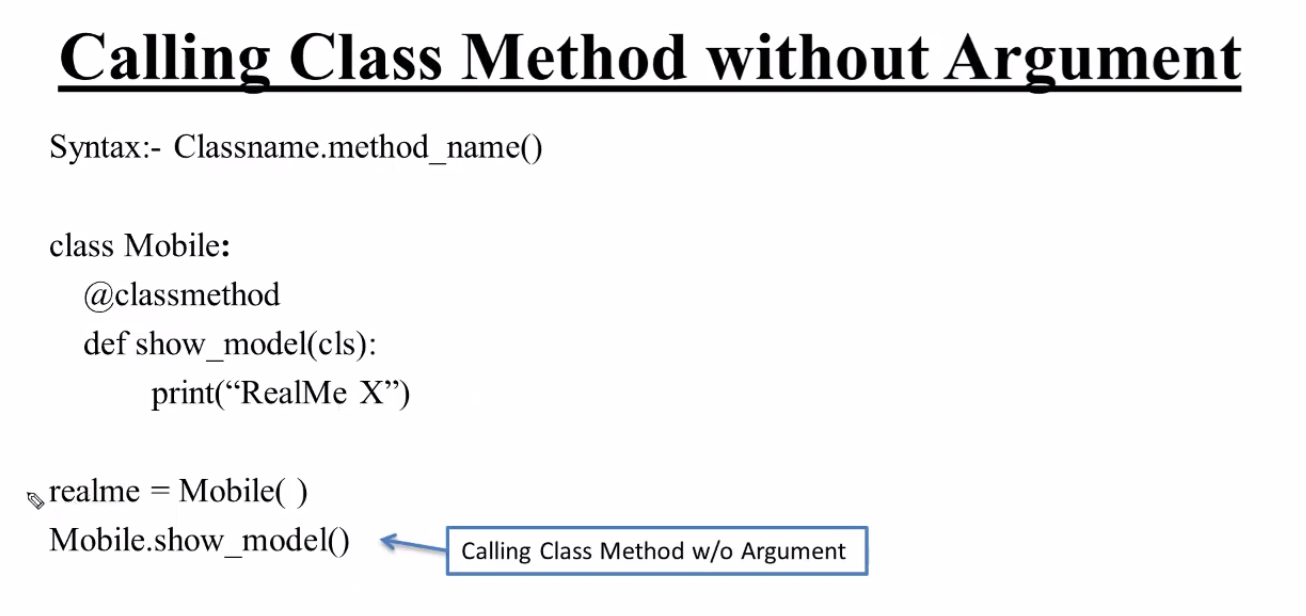 Calling Class Method without Argument
Syntax:- Classname.method_name()
class Mobile:
@classmethod
def show_model(cls):
print(“RealMe X”)
realme = Mobile( )
Mobile.show_model()
Calling Class Method w/o Argument